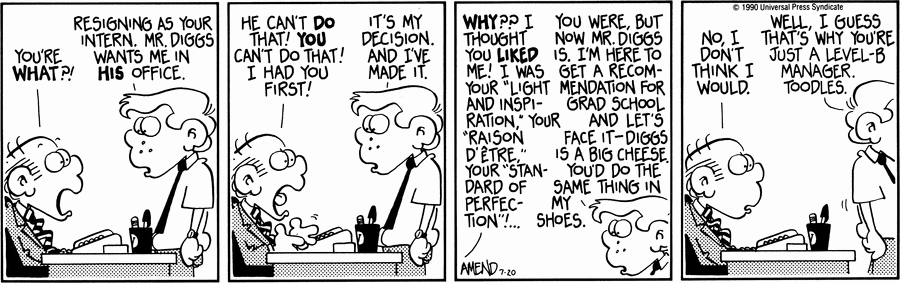 YOU'RE
WHAT?!
RESIGNING AS YOUR
INTERN. MR. DIGGS
WANTS ME IN
HIS OFFICE.
HE CAN'T DO
THAT! YOU
CAN'T DO THAT!
I HAD YOU
FIRST!
IT'S MY
DECISION.
AND I'VE
MADE IT.
WHY?? I
THOUGHT
YOU LIKED
ME! I WAS
YOUR "LIGHT
AND INSPI-
RATION," YOUR
"RAISON
D'ÊTRE,"
YOUR "STAN-
DARD OF
PERFEC-
TION"!...
YOU WERE, BUT
NOW MR. DIGGS
IS. I'M HERE TO
GET A RECOM-
MENDATION FOR
GRAD SCHOOL
AND LET'S
FACE IT—DIGGS
IS A BIG CHEESE.
YOU'D DO THE
SAME THING IN
MY
SHOES.
AMEND 7-20
© 1990 Universal Press Syndicate
NO, I
DON'T
THINK I
WOULD.
WELL, I GUESS
THAT'S WHY YOU'RE
JUST A LEVEL-B
MANAGER.
TOODLES.